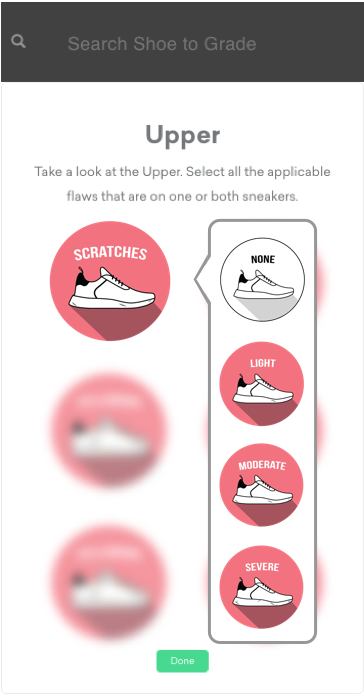 Search Shoe to Grade
Upper
Take a look at the Upper. Select all the applicable
flaws that are on one or both sneakers.
SCRATCHES
NONE
LIGHT
MODERATE
SEVERE
Done